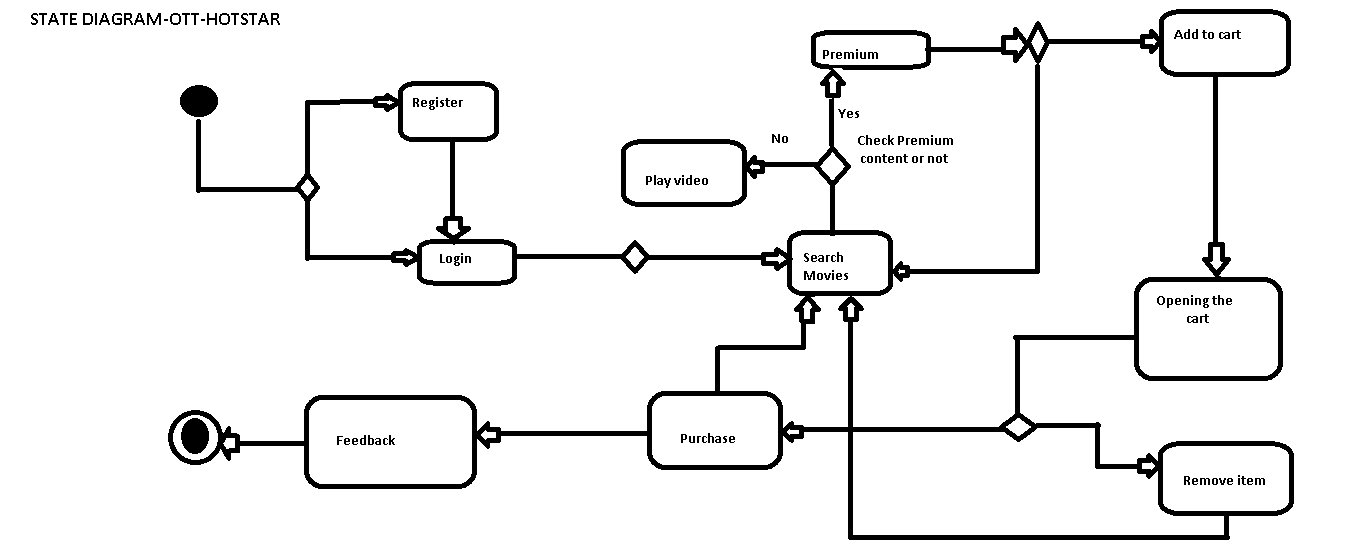 STATE DIAGRAM-OTT-HOTSTAR
Register
Login
Play video
No
Yes
Check Premium
content or not
Premium
Add to cart
Search
Movies
Opening the
cart
Feedback
Purchase
Remove item